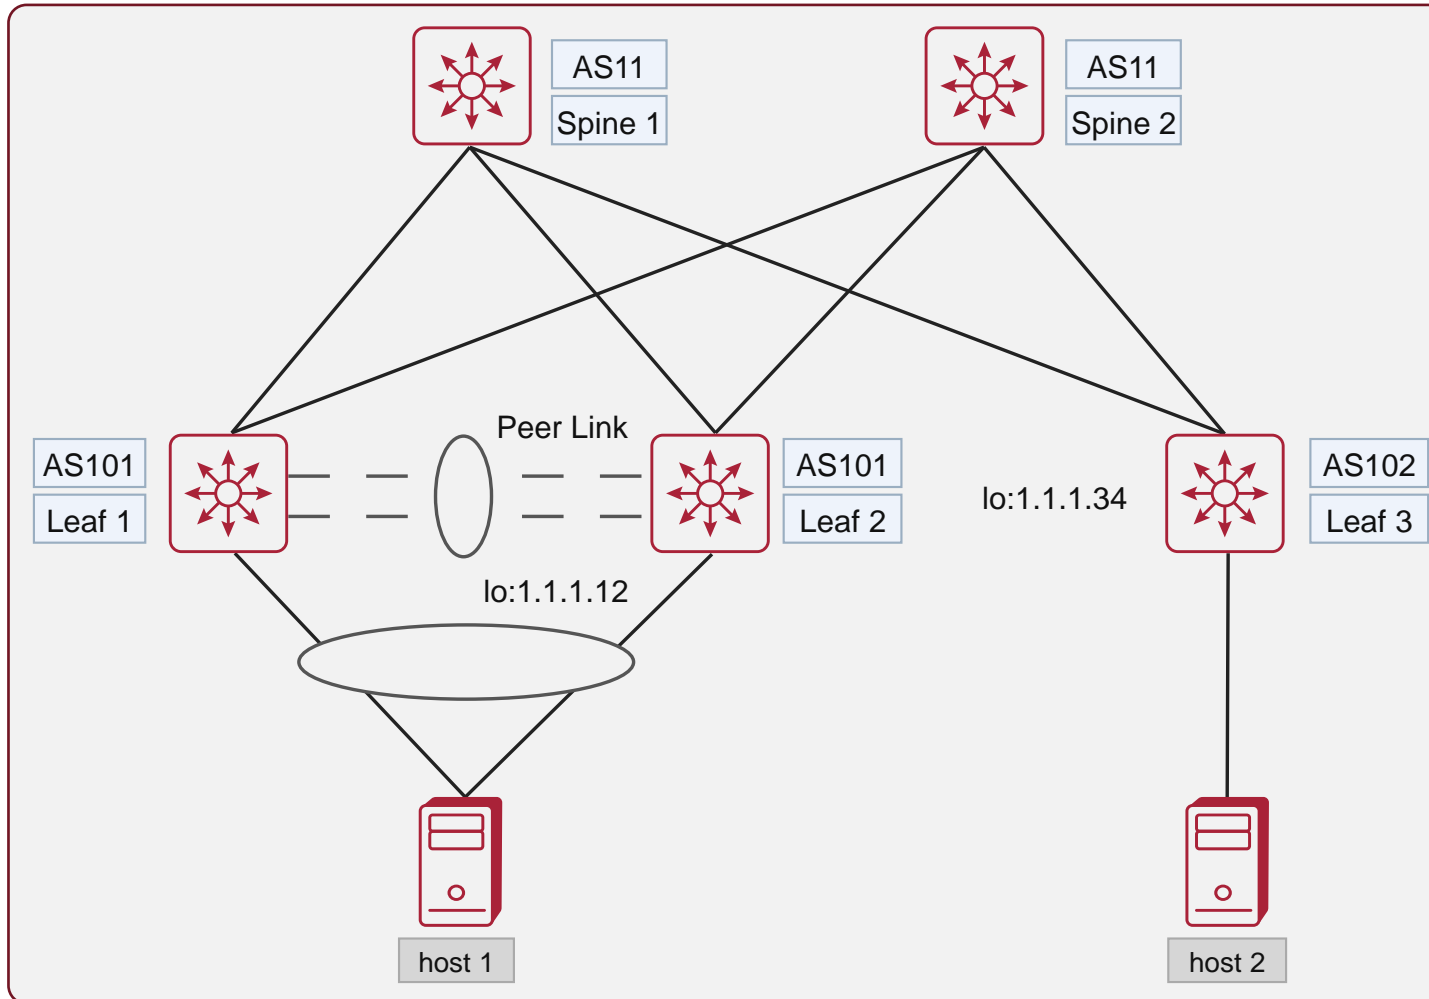 AS11
Spine 1
AS11
Spine 2
Peer Link
AS101
Leaf 1
AS101
Leaf 2
lo:1.1.1.34
AS102
Leaf 3
lo:1.1.1.12
host 1
host 2